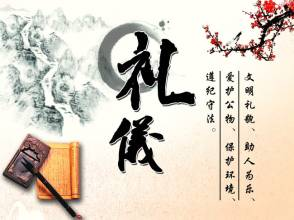 礼儀
文明礼貌、助人为乐、
爱护公物、保护环境、
遵纪守法。